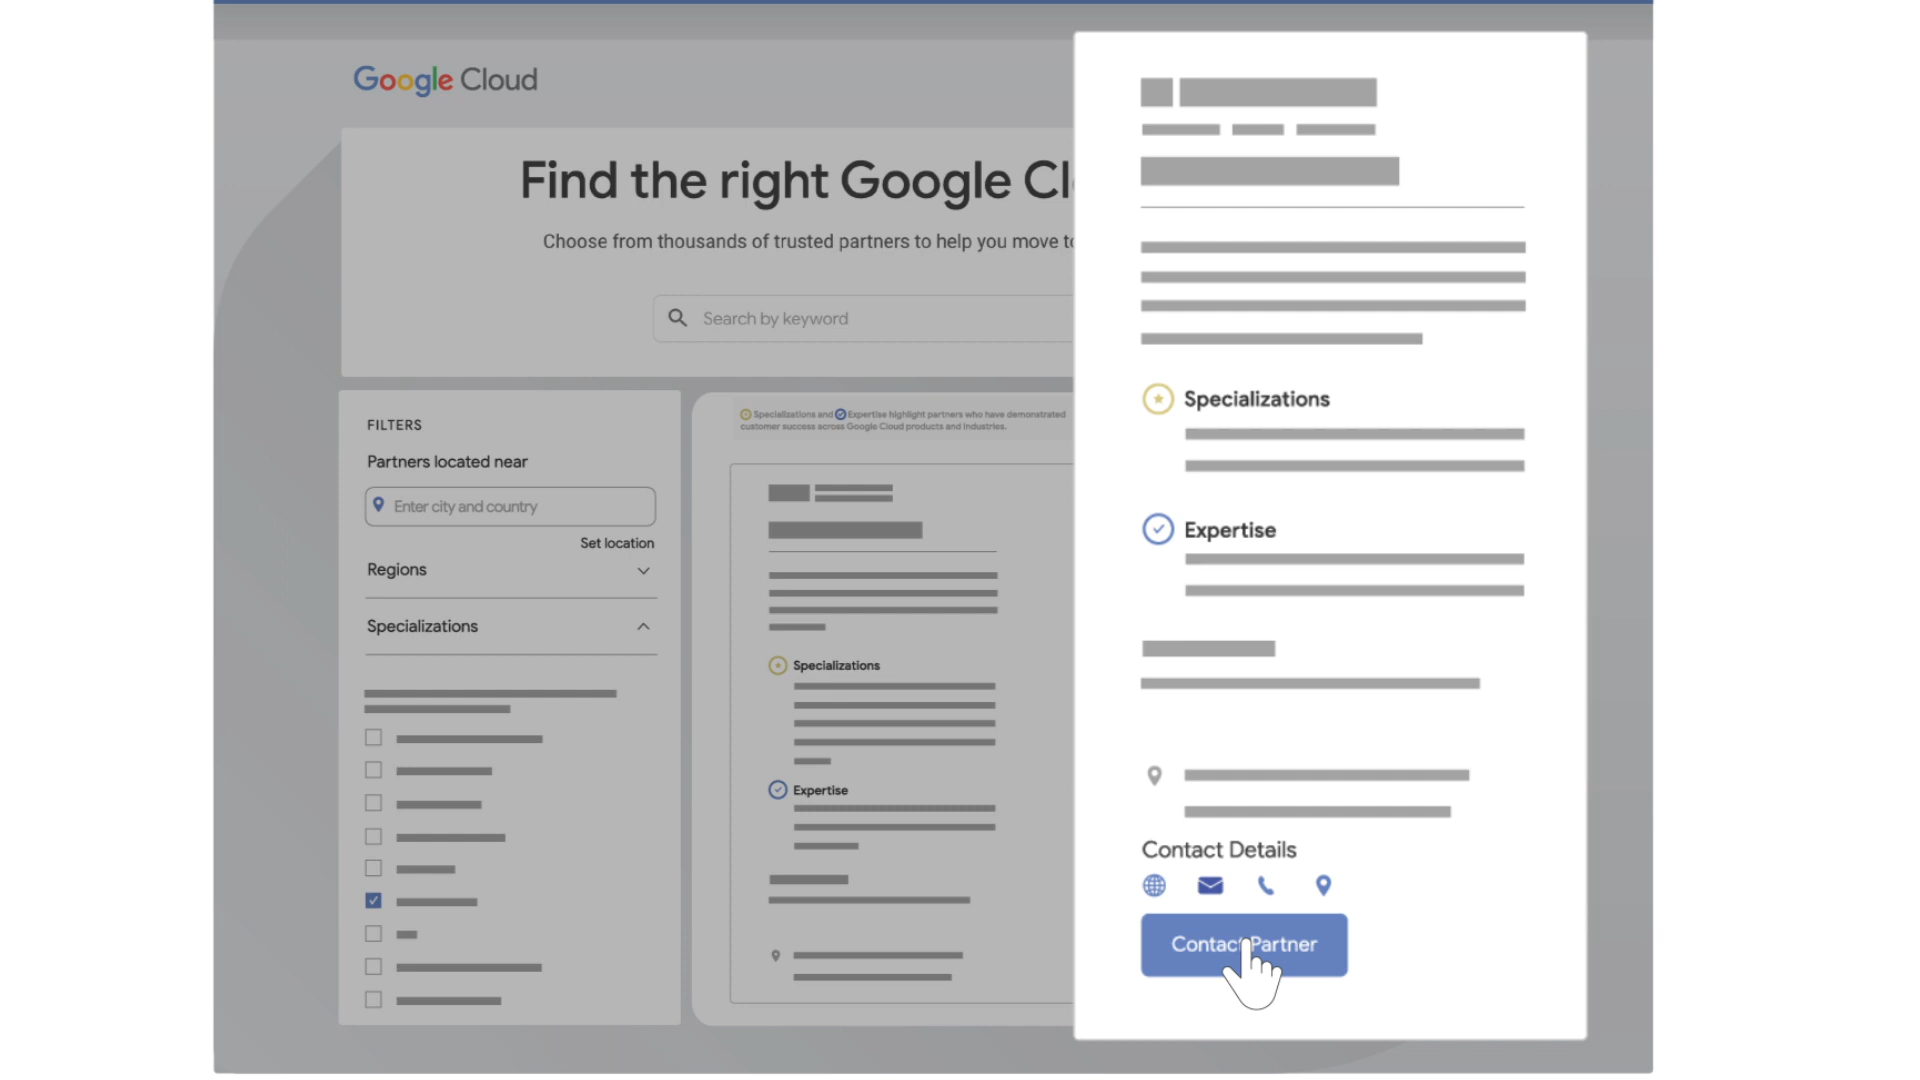 Google Cloud
Find the right Google Cl
Choose from thousands of trusted partners to help you move to
Search by keyword
FILTERS
Partners located near
Enter city and country
Set location
Regions
Specializations
Specializations and Expertise highlight partners who have demonstrated
customer success across Google Cloud products and industries.
Specializations
Expertise
Specializations
Expertise
Contact Details
Contact Partner